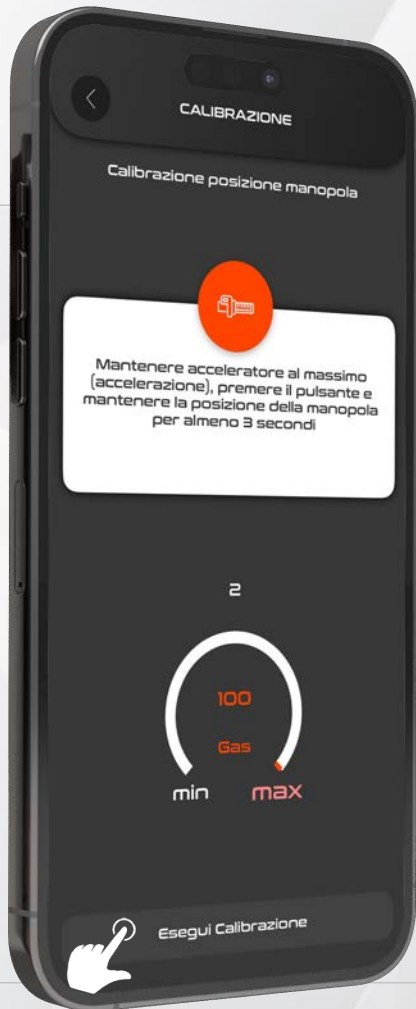 CALIBRAZIONE
Calibrazione posizione manopola
Mantenere acceleratore al massimo
(accelerazione), premere il pulsante e
mantenere la posizione della manopola
per almeno 3 secondi
2
100
Gas
min max
Esegui Calibrazione